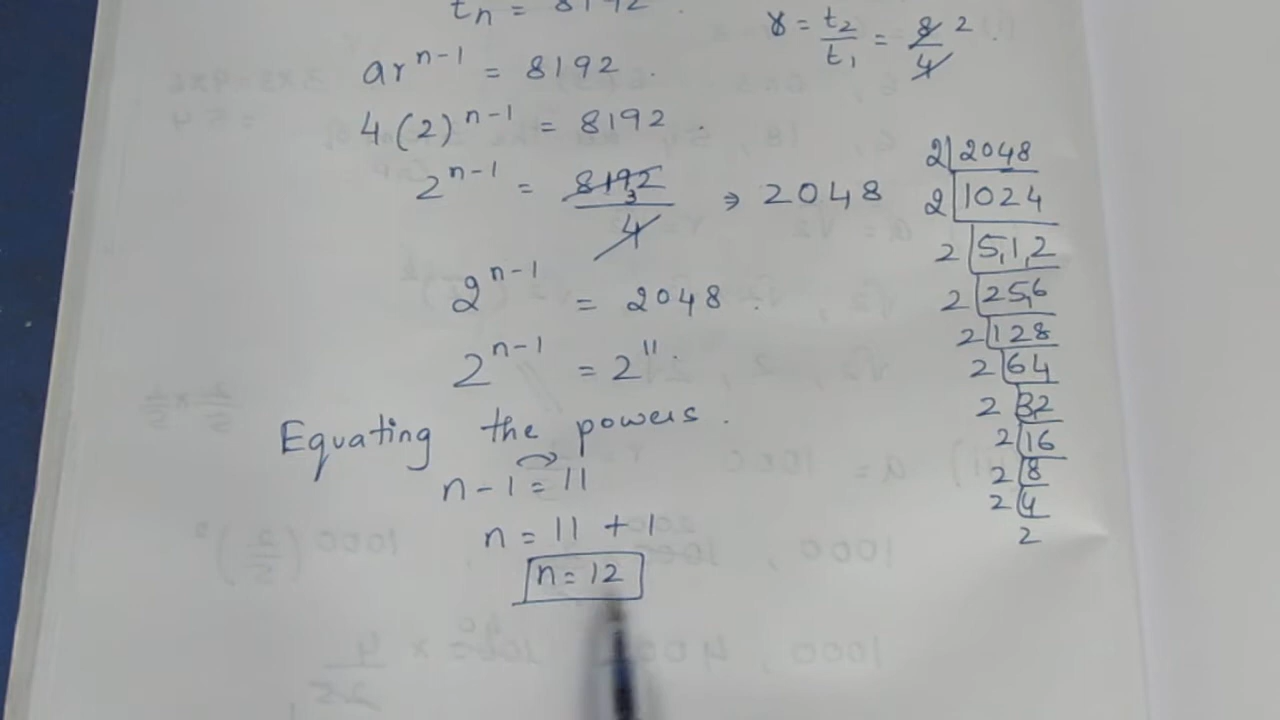 tn = 8192.
r = t2/t1 = 8/4 2.
ar^n-1 = 8192.
4(2)^n-1 = 8192.
2^n-1 = 8192/4 ⇒ 2048
2^n-1 = 2048.
2^n-1 = 2^11.
Equating the powers.
n-1 = 11
n = 11 + 1
n = 12
2|2048
2|1024
2|512
2|256
2|128
2|64
2|32
2|16
2|8
2|4
2